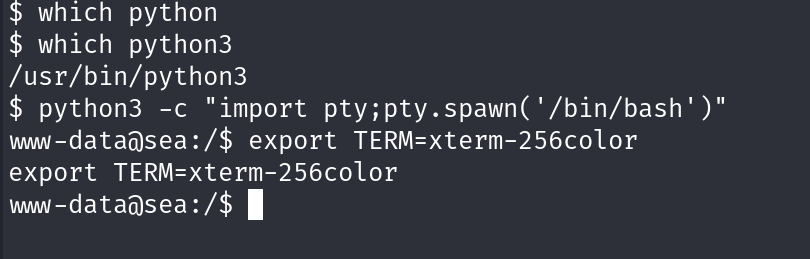 $ which python
$ which python3
/usr/bin/python3
$ python3 -c "import pty;pty.spawn('/bin/bash')"
www-data@sea:/$ export TERM=xterm-256color
export TERM=xterm-256color
www-data@sea:/$